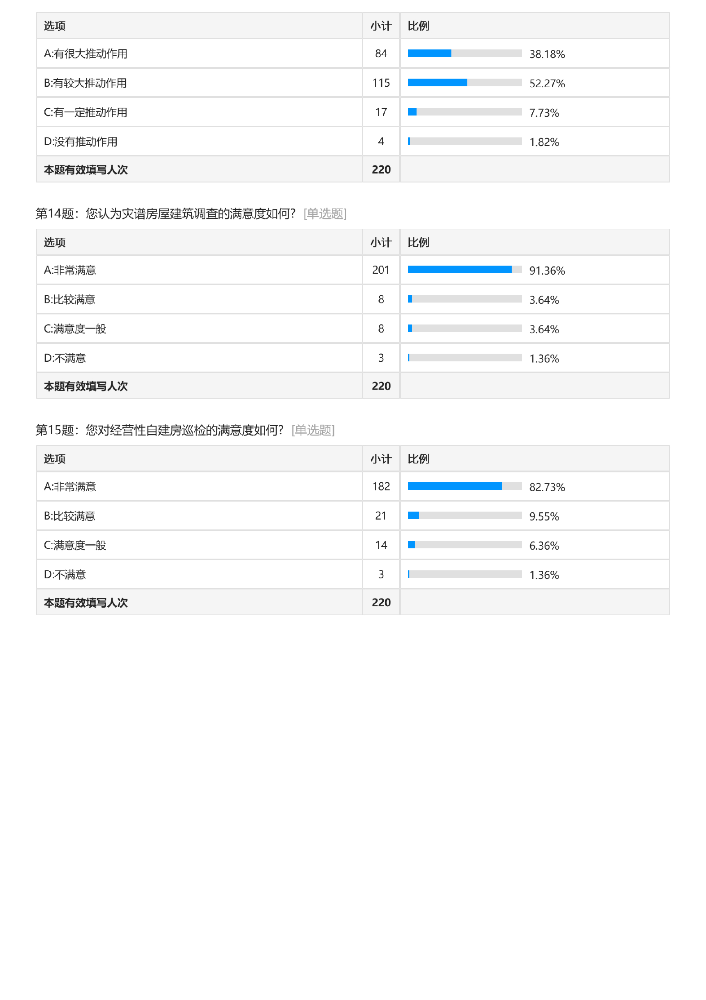 选项 小计 比例
A:有很大推动作用 84 38.18%
B:有较大推动作用 115 52.27%
C:有一定推动作用 17 7.73%
D:没有推动作用 4 1.82%
本题有效填写人次 220
第14题：您认为灾谱房屋建筑调查的满意度如何？ [单选题]
选项 小计 比例
A:非常满意 201 91.36%
B:比较满意 8 3.64%
C:满意度一般 8 3.64%
D:不满意 3 1.36%
本题有效填写人次 220
第15题：您对经营性自建房巡检的满意度如何？ [单选题]
选项 小计 比例
A:非常满意 182 82.73%
B:比较满意 21 9.55%
C:满意度一般 14 6.36%
D:不满意 3 1.36%
本题有效填写人次 220